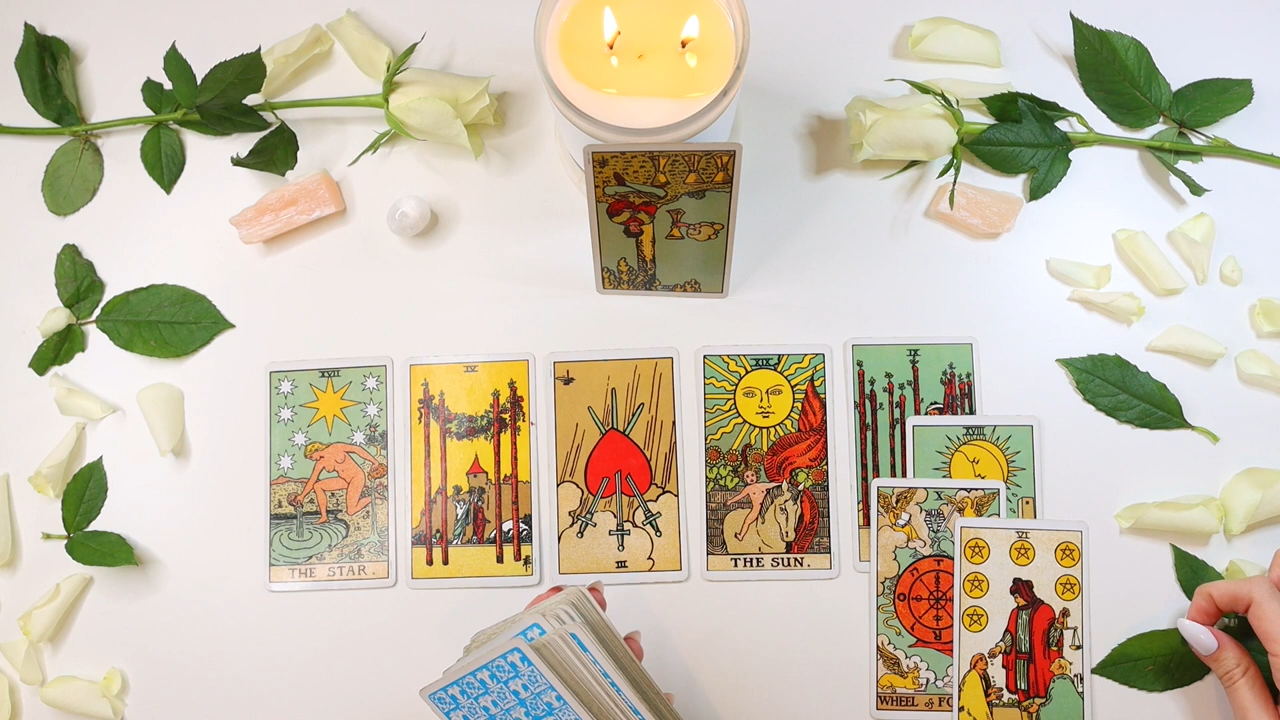 XVII
THE STAR.
IV
III
XIX
THE SUN.
IX
XVIII
WHEEL of FO
VI